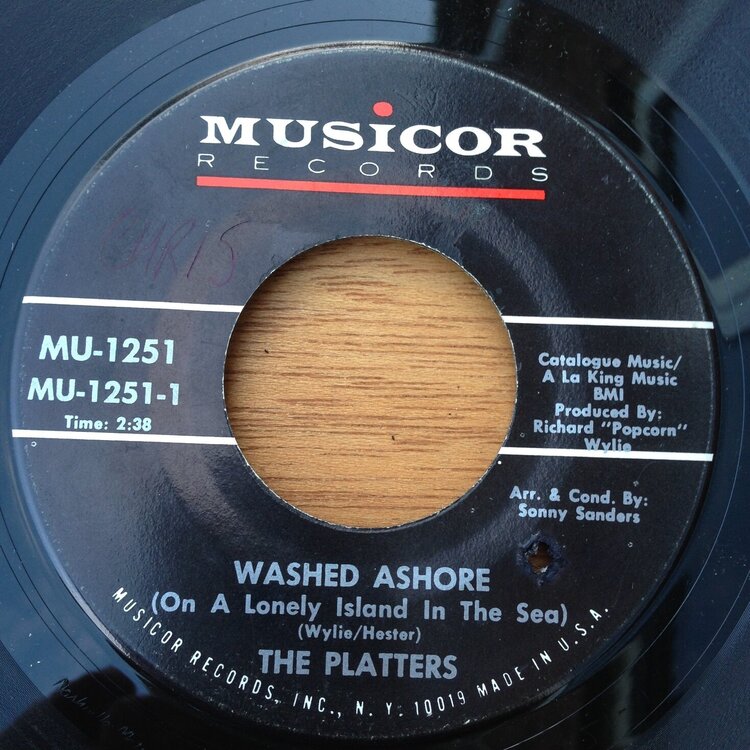 MUSICOR
RECORDS
CHRIS
MU-1251
MU-1251-1
Time: 2:38
Catalogue Music/
A La King Music
BMI
Produced By:
Richard "Popcorn"
Wylie
Arr. & Cond. By:
Sonny Sanders
WASHED ASHORE
(On A Lonely Island In The Sea)
(Wylie/Hester)
THE PLATTERS
MUSICOR RECORDS, INC., N. Y. 10019 MADE IN U.S.A.